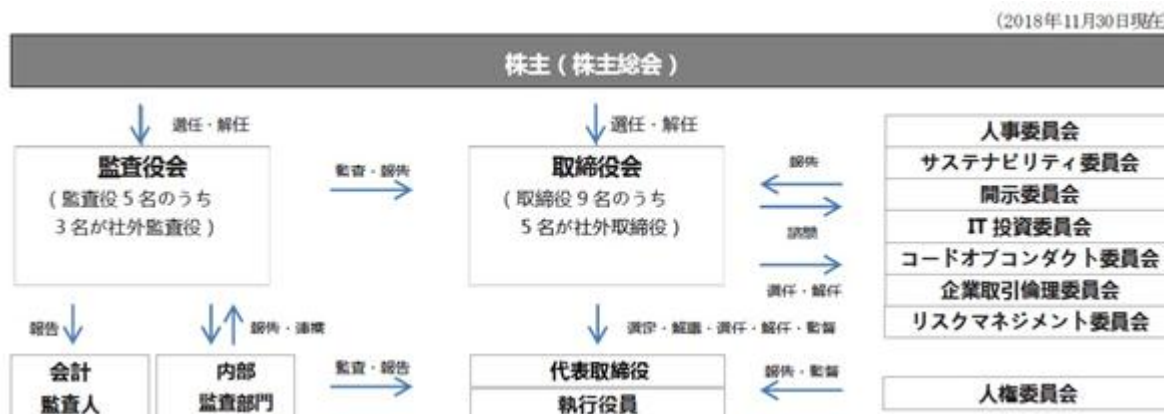 (2018年11月30日現在
株主(株主総会)
選任・解任
選任・解任
監査役会
(監査役5名のうち
3名が社外監査役)
監査・報告
取締役会
(取締役9名のうち
5名が社外取締役)
報告
諮問
選任・解任
人事委員会
サステナビリティ委員会
開示委員会
IT 投資委員会
コードオブコンダクト委員会
企業取引倫理委員会
リスクマネジメント委員会
報告
報告・連携
選定・解職・選任・解任・監督
会計
監査人
内部
監査部門
監査・報告
代表取締役
執行役員
報告・監督
人権委員会